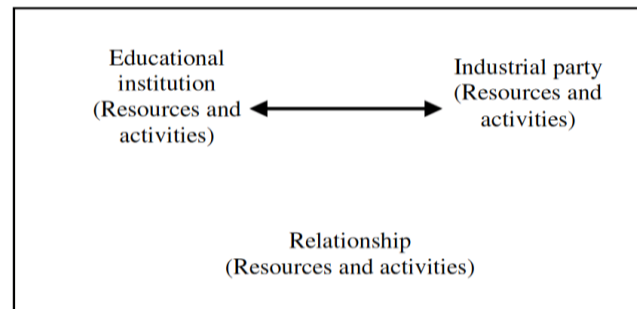 Educational
institution
(Resources and
activities)
Industrial party
(Resources and
activities)
Relationship
(Resources and activities)